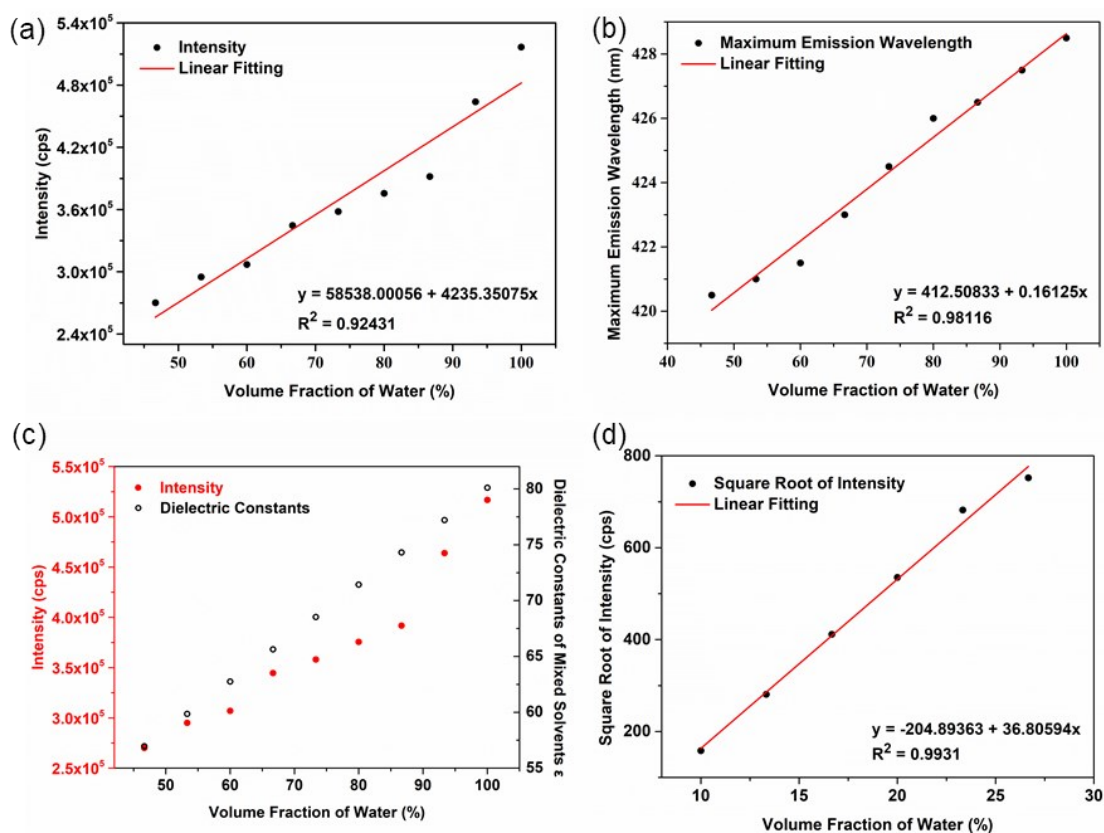 (a)
5.4x10^5
4.8x10^5
4.2x10^5
3.6x10^5
3.0x10^5
2.4x10^5
Intensity (cps)
Intensity
Linear Fitting
y = 58538.00056 + 4235.35075x
R^2 = 0.92431
50 60 70 80 90 100
Volume Fraction of Water (%)
(b)
428
426
424
422
420
Maximum Emission Wavelength (nm)
Maximum Emission Wavelength
Linear Fitting
y = 412.50833 + 0.16125x
R^2 = 0.98116
40 50 60 70 80 90 100
Volume Fraction of Water (%)
(c)
5.5x10^5
5.0x10^5
4.5x10^5
4.0x10^5
3.5x10^5
3.0x10^5
2.5x10^5
Intensity (cps)
Intensity
Dielectric Constants
80
75
70
65
60
55
Dielectric Constants of Mixed Solvents ε
50 60 70 80 90 100
Volume Fraction of Water (%)
(d)
800
600
400
200
Square Root of Intensity (cps)
Square Root of Intensity
Linear Fitting
y = -204.89363 + 36.80594x
R^2 = 0.9931
10 15 20 25 30
Volume Fraction of Water (%)